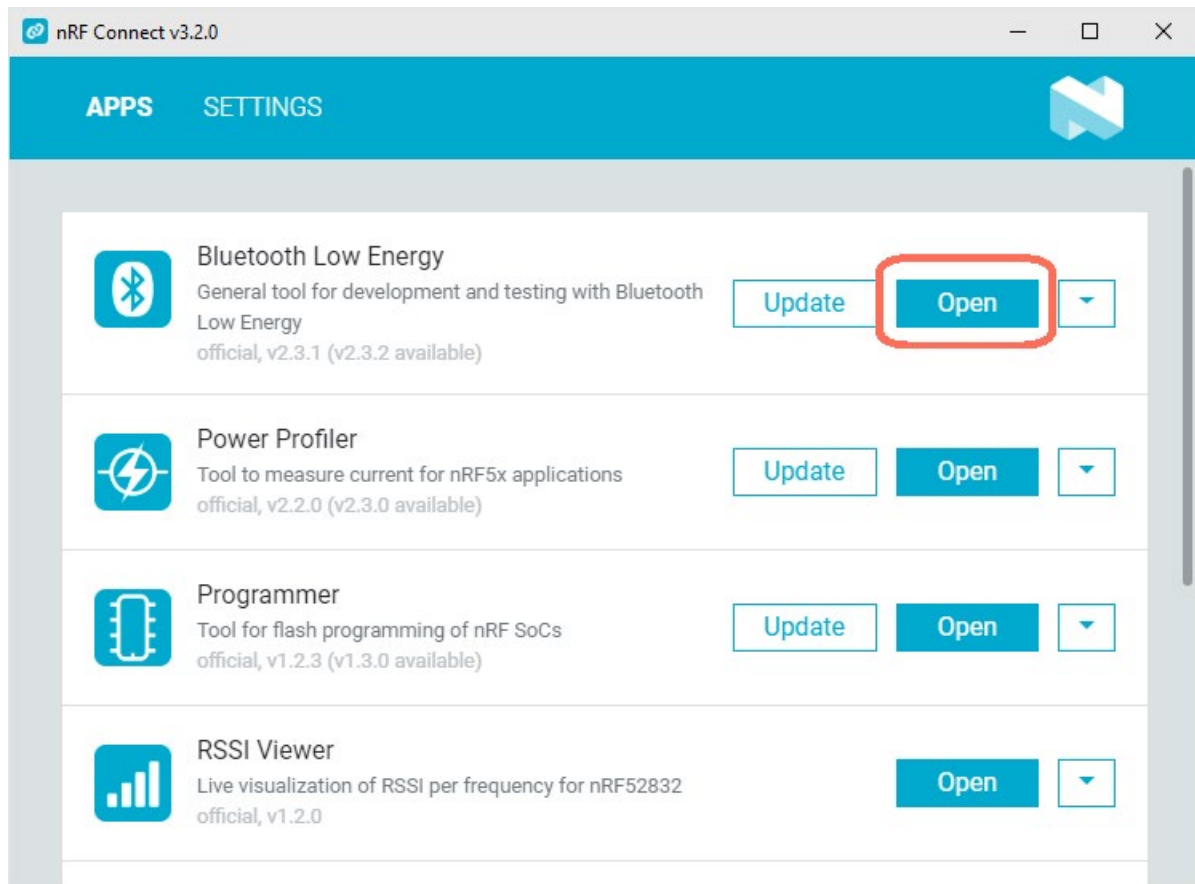 nRF Connect v3.2.0
APPS SETTINGS
Bluetooth Low Energy
General tool for development and testing with Bluetooth
Low Energy
official, v2.3.1 (v2.3.2 available)
Update Open
Power Profiler
Tool to measure current for nRF5x applications
official, v2.2.0 (v2.3.0 available)
Update Open
Programmer
Tool for flash programming of nRF SoCs
official, v1.2.3 (v1.3.0 available)
Update Open
RSSI Viewer
Live visualization of RSSI per frequency for nRF52832
official, v1.2.0
Open